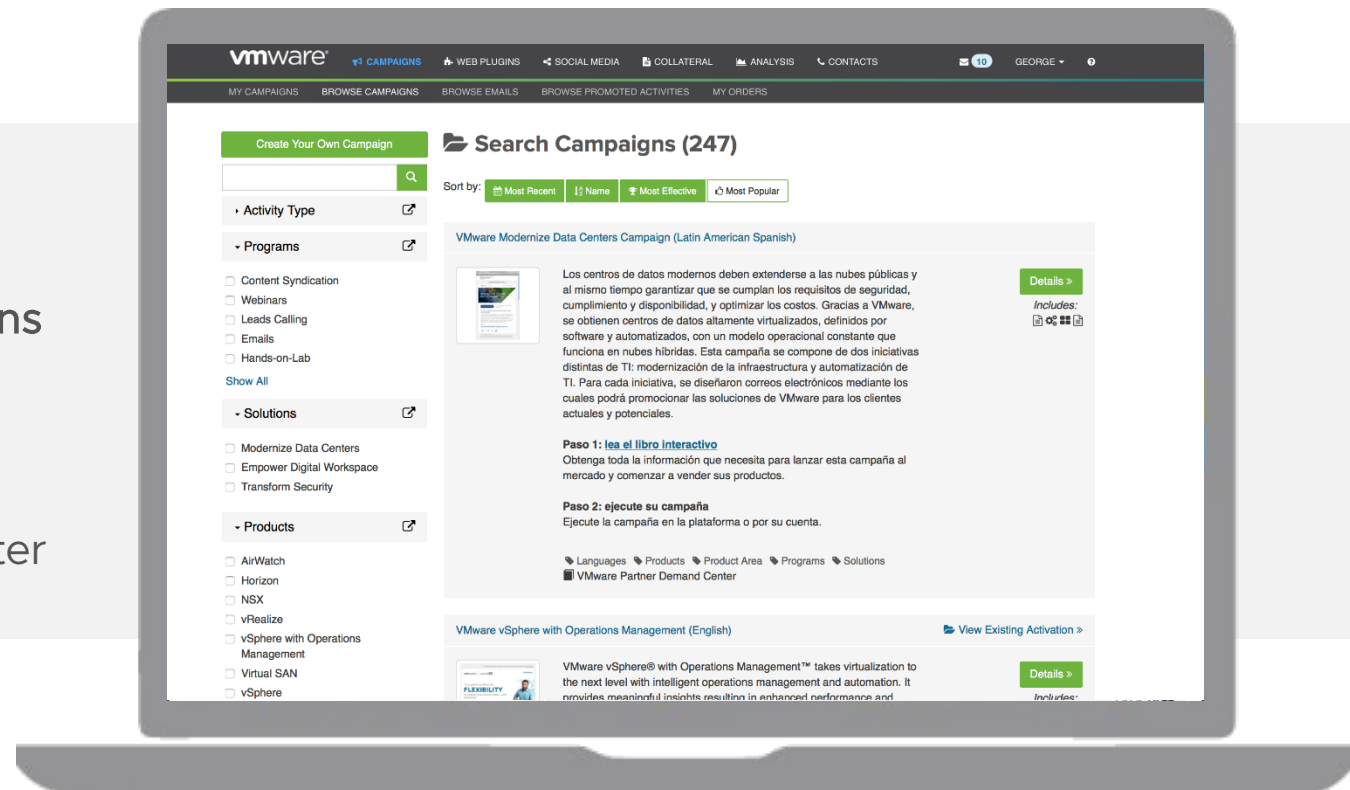 vmware CAMPAIGNS WEB PLUGINS SOCIAL MEDIA COLLATERAL ANALYSIS CONTACTS 10 GEORGE
MY CAMPAIGNS BROWSE CAMPAIGNS BROWSE EMAILS BROWSE PROMOTED ACTIVITIES MY ORDERS
Create Your Own Campaign
Activity Type
Programs
Content Syndication
Webinars
Leads Calling
Emails
Hands-on-Lab
Show All
Solutions
Modernize Data Centers
Empower Digital Workspace
Transform Security
Products
AirWatch
Horizon
NSX
vRealize
vSphere with Operations
Management
Virtual SAN
vSphere
Search Campaigns (247)
Sort by: Most Recent Name Most Effective Most Popular
VMware Modernize Data Centers Campaign (Latin American Spanish)
Los centros de datos modernos deben extenderse a las nubes públicas y
al mismo tiempo garantizar que se cumplan los requisitos de seguridad,
cumplimiento y disponibilidad, y optimizar los costos. Gracias a VMware,
se obtienen centros de datos altamente virtualizados, definidos por
software y automatizados, con un modelo operacional constante que
funciona en nubes híbridas. Esta campaña se compone de dos iniciativas
distintas de TI: modernización de la infraestructura y automatización de
TI. Para cada iniciativa, se diseñaron correos electrónicos mediante los
cuales podrá promocionar las soluciones de VMware para los clientes
actuales y potenciales.
Paso 1: lea el libro interactivo
Obtenga toda la información que necesita para lanzar esta campaña al
mercado y comenzar a vender sus productos.
Paso 2: ejecute su campaña
Ejecute la campaña en la plataforma o por su cuenta.
Languages Products Product Area Programs Solutions
VMware Partner Demand Center
Details »
Includes:
VMware vSphere with Operations Management (English)
View Existing Activation »
FLEXIBILITY
VMware vSphere® with Operations Management™ takes virtualization to
the next level with intelligent operations management and automation. It
provides meaningful insights resulting in enhanced performance and
Details »
Includes:
ns
ter